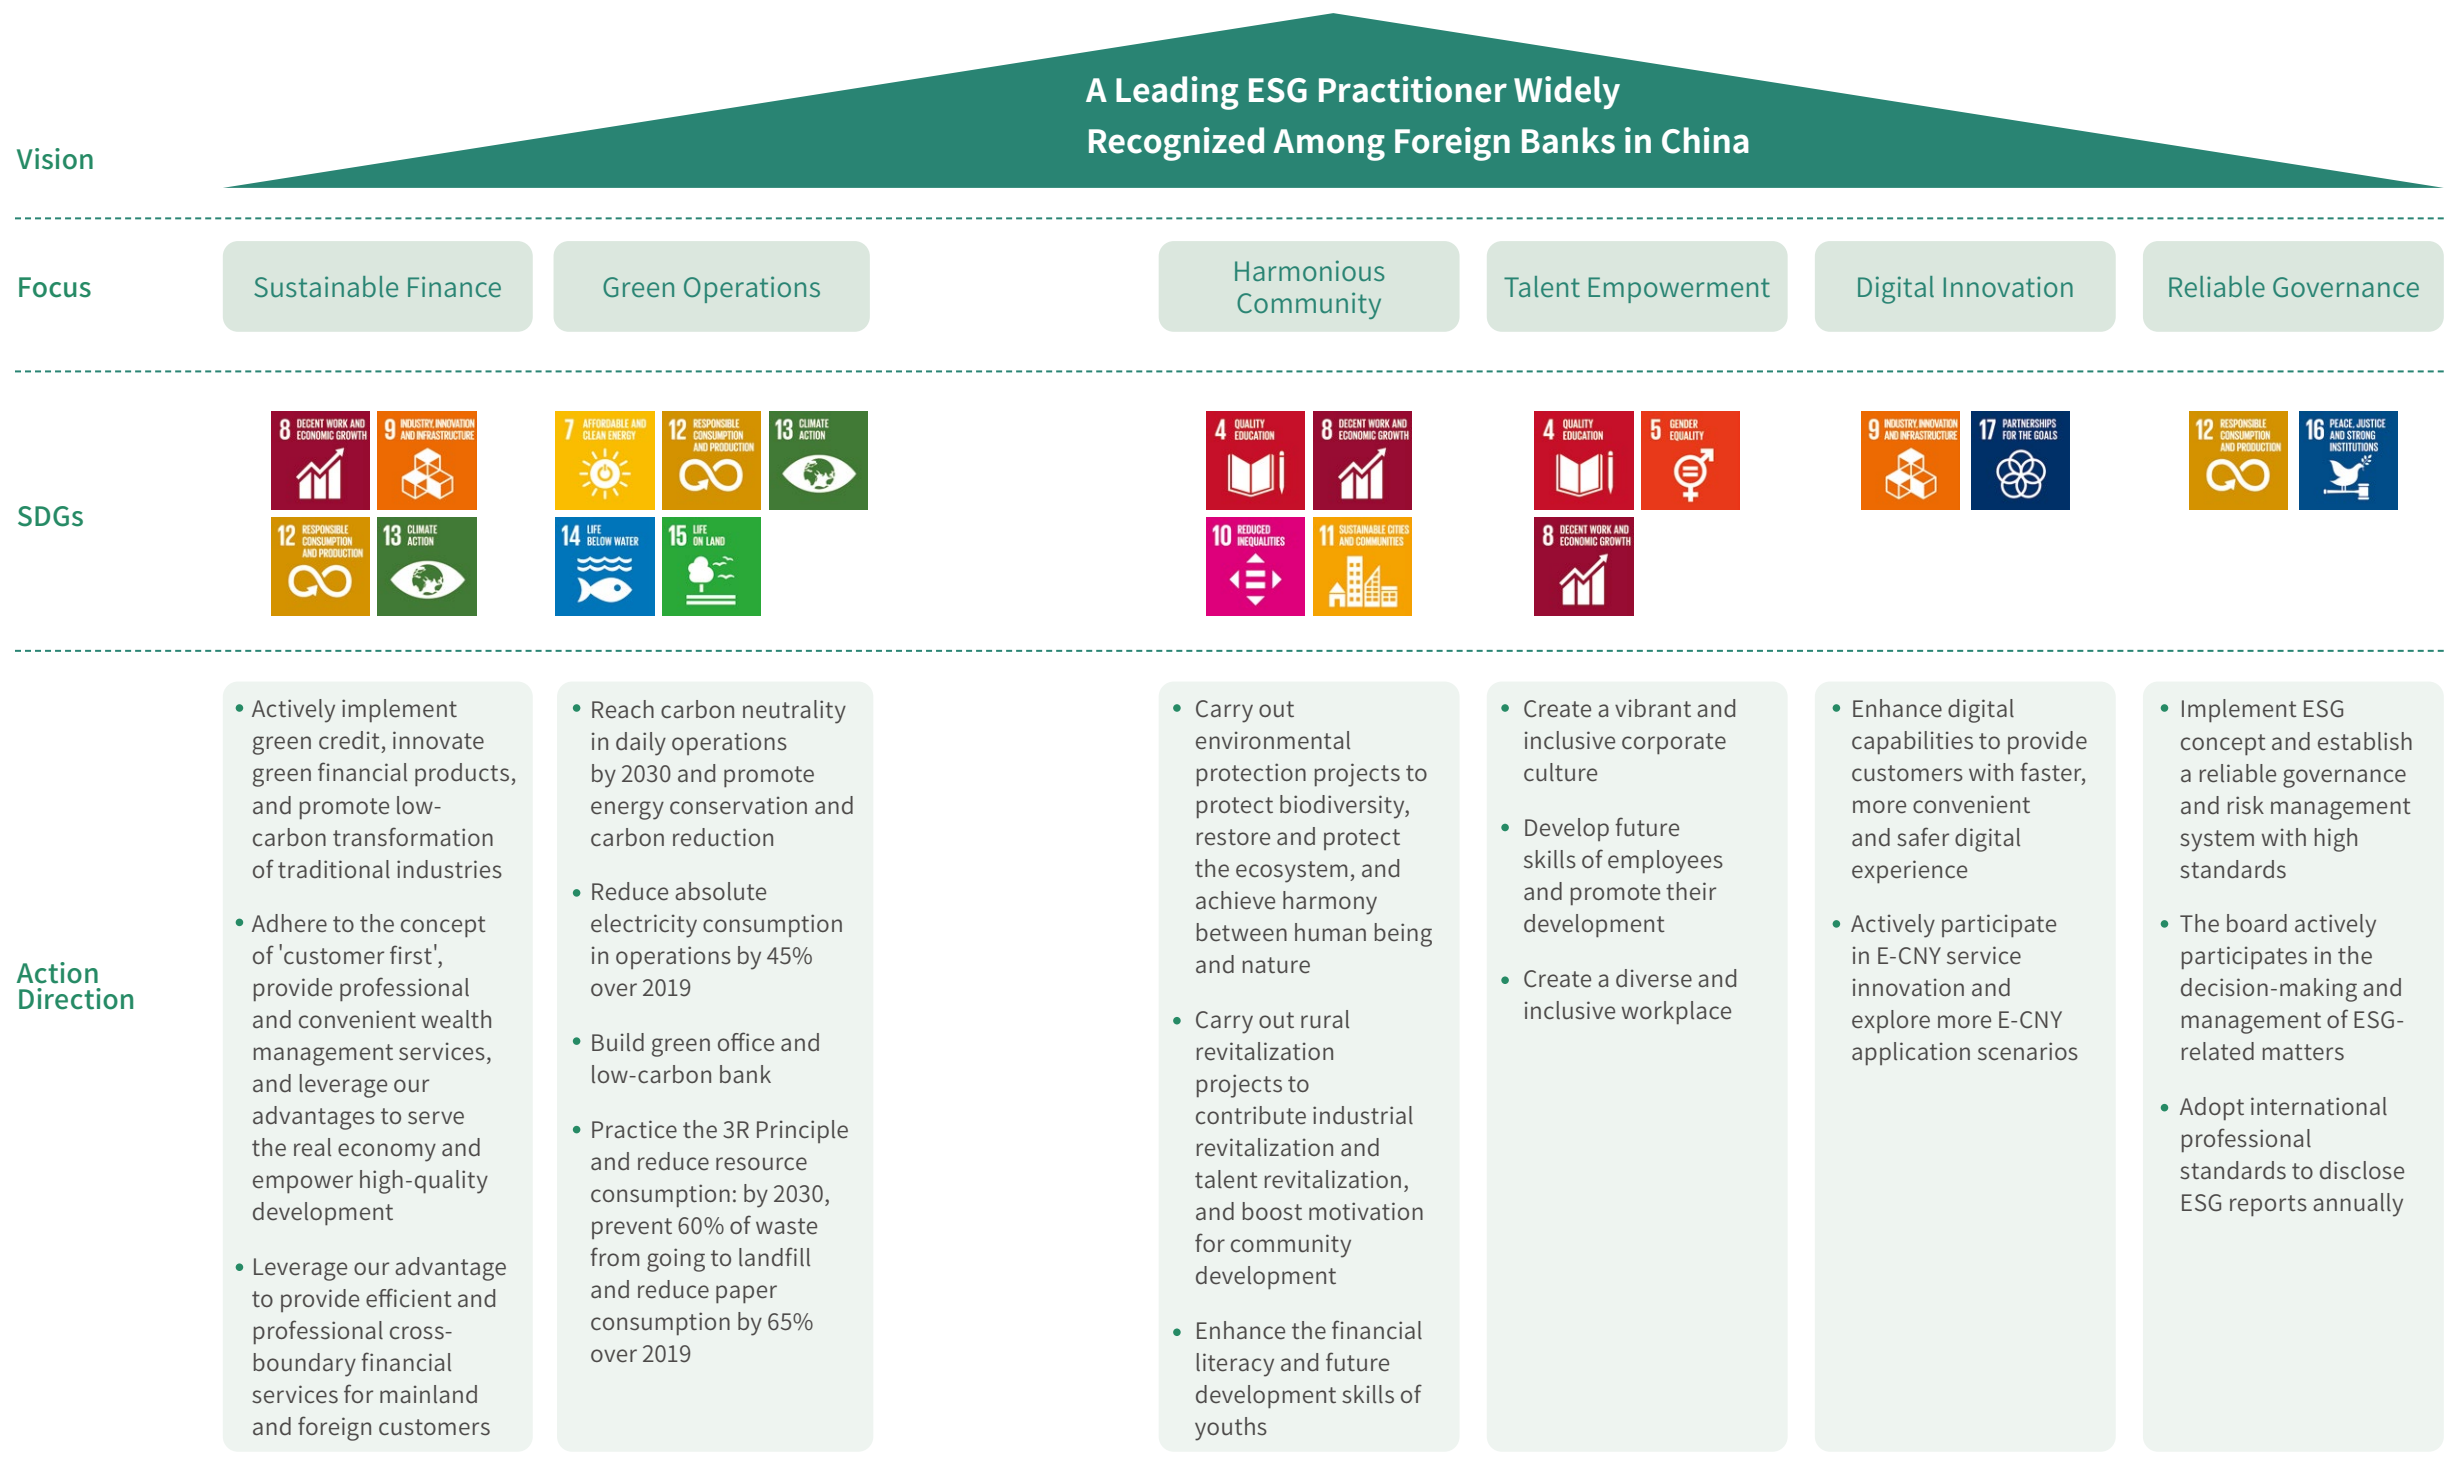 A Leading ESG Practitioner Widely
Recognized Among Foreign Banks in China
Vision
Focus
Sustainable Finance
Green Operations
Harmonious
Community
Talent Empowerment
Digital Innovation
Reliable Governance
SDGs
8 DECENT WORK AND
ECONOMIC GROWTH
9 INDUSTRY, INNOVATION
AND INFRASTRUCTURE
12 RESPONSIBLE
CONSUMPTION
AND PRODUCTION
13 CLIMATE
ACTION
7 AFFORDABLE AND
CLEAN ENERGY
12 RESPONSIBLE
CONSUMPTION
AND PRODUCTION
13 CLIMATE
ACTION
14 LIFE
BELOW WATER
15 LIFE
ON LAND
4 QUALITY
EDUCATION
8 DECENT WORK AND
ECONOMIC GROWTH
10 REDUCED
INEQUALITIES
11 SUSTAINABLE CITIES
AND COMMUNITIES
4 QUALITY
EDUCATION
5 GENDER
EQUALITY
8 DECENT WORK AND
ECONOMIC GROWTH
9 INDUSTRY, INNOVATION
AND INFRASTRUCTURE
17 PARTNERSHIPS
FOR THE GOALS
12 RESPONSIBLE
CONSUMPTION
AND PRODUCTION
16 PEACE, JUSTICE
AND STRONG
INSTITUTIONS
Action
Direction
• Actively implement
green credit, innovate
green financial products,
and promote low-
carbon transformation
of traditional industries
• Adhere to the concept
of 'customer first',
provide professional
and convenient wealth
management services,
and leverage our
advantages to serve
the real economy and
empower high-quality
development
• Leverage our advantage
to provide efficient and
professional cross-
boundary financial
services for mainland
and foreign customers
• Reach carbon neutrality
in daily operations
by 2030 and promote
energy conservation and
carbon reduction
• Reduce absolute
electricity consumption
in operations by 45%
over 2019
• Build green office and
low-carbon bank
• Practice the 3R Principle
and reduce resource
consumption: by 2030,
prevent 60% of waste
from going to landfill
and reduce paper
consumption by 65%
over 2019
• Carry out
environmental
protection projects to
protect biodiversity,
restore and protect
the ecosystem, and
achieve harmony
between human being
and nature
• Carry out rural
revitalization
projects to
contribute industrial
revitalization and
talent revitalization,
and boost motivation
for community
development
• Enhance the financial
literacy and future
development skills of
youths
• Create a vibrant and
inclusive corporate
culture
• Develop future
skills of employees
and promote their
development
• Create a diverse and
inclusive workplace
• Enhance digital
capabilities to provide
customers with faster,
more convenient
and safer digital
experience
• Actively participate
in E-CNY service
innovation and
explore more E-CNY
application scenarios
• Implement ESG
concept and establish
a reliable governance
and risk management
system with high
standards
• The board actively
participates in the
decision-making and
management of ESG-
related matters
• Adopt international
professional
standards to disclose
ESG reports annually